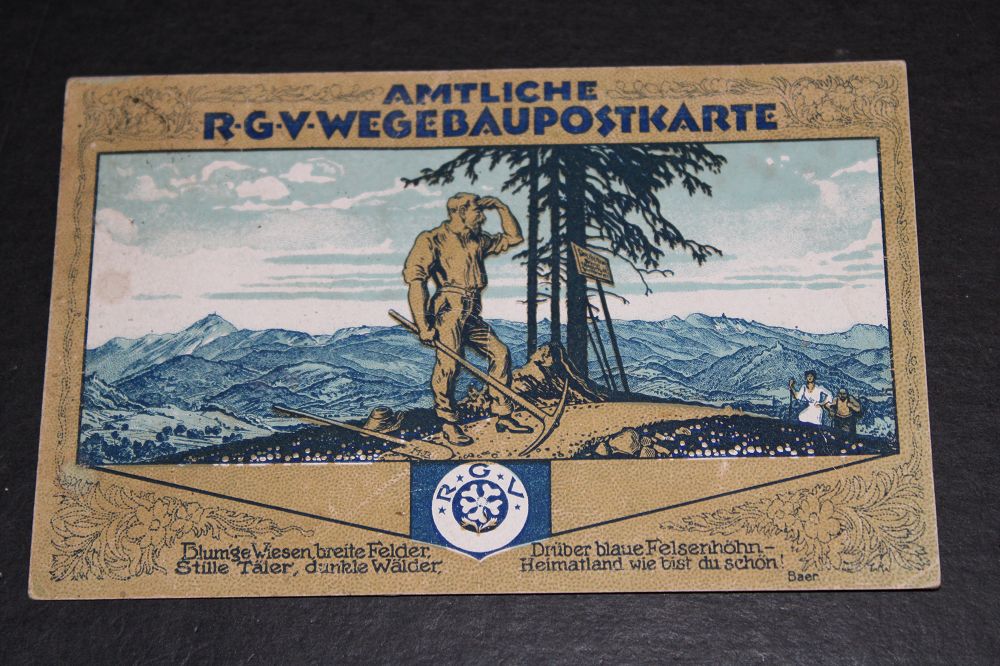 AMTLICHE
R·G·V·WEGEBAUPOSTKARTE
R·G·V
Blum'ge Wiesen, breite Felder,
Stille Täler, dunkle Wälder,
Drüber blaue Felsenhöhn–
Heimatland wie bist du schön!
Baer